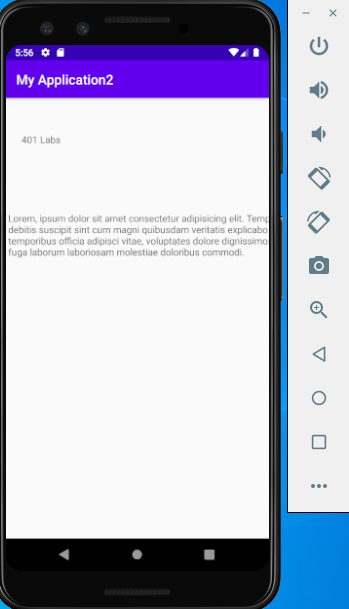 5:56
My Application2
401 Labs
Lorem, ipsum dolor sit amet consectetur adipisicing elit. Temp
debitis suscipit sint cum magni quibusdam veritatis explicabo
temporibus officia adipisci vitae, voluptates dolore dignissimo
fuga laborum laboriosam molestiae doloribus commodi.